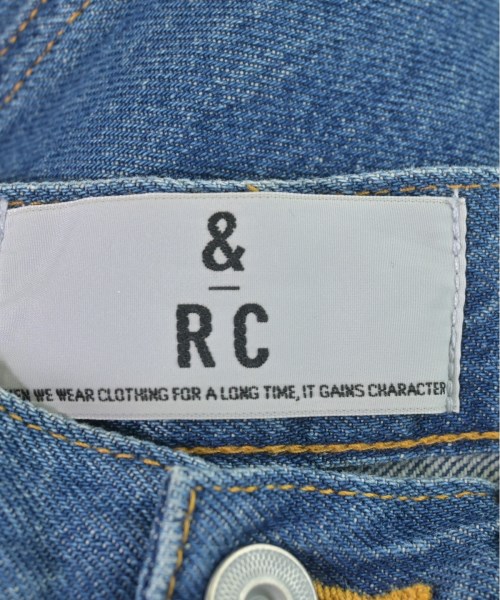 &
RC
EN WE WEAR CLOTHING FOR A LONG TIME, IT GAINS CHARACTER